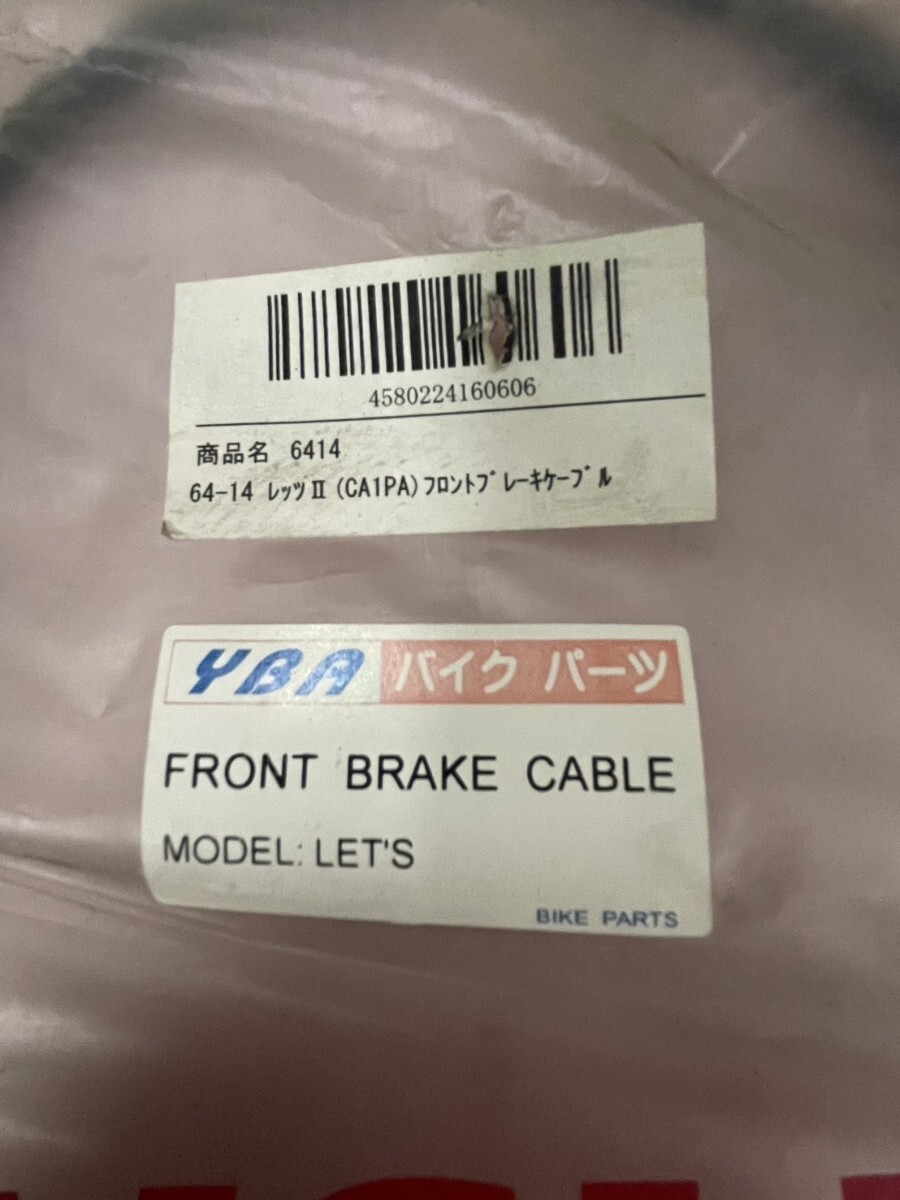 4580224160606
商品名 6414
64-14 ﾚｯﾂⅡ (CA1PA)ﾌﾛﾝﾄﾌﾞﾚｰｷｹｰﾌﾞﾙ
YBA バイク パーツ
FRONT BRAKE CABLE
MODEL: LET'S
BIKE PARTS